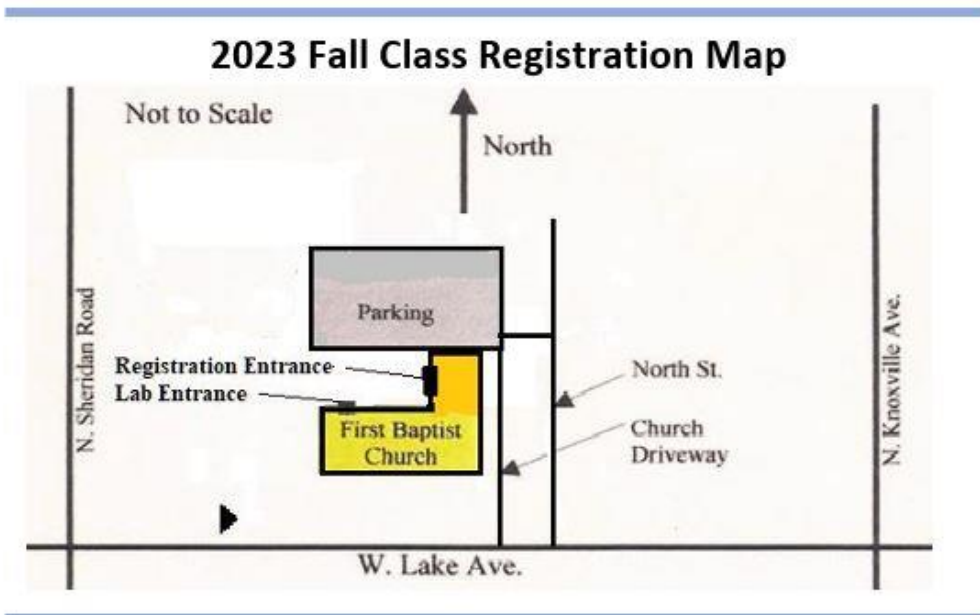 2023 Fall Class Registration Map
Not to Scale
North
N. Sheridan Road
Parking
N. Knoxville Ave.
Registration Entrance
Lab Entrance
North St.
First Baptist
Church
Church
Driveway
W. Lake Ave.